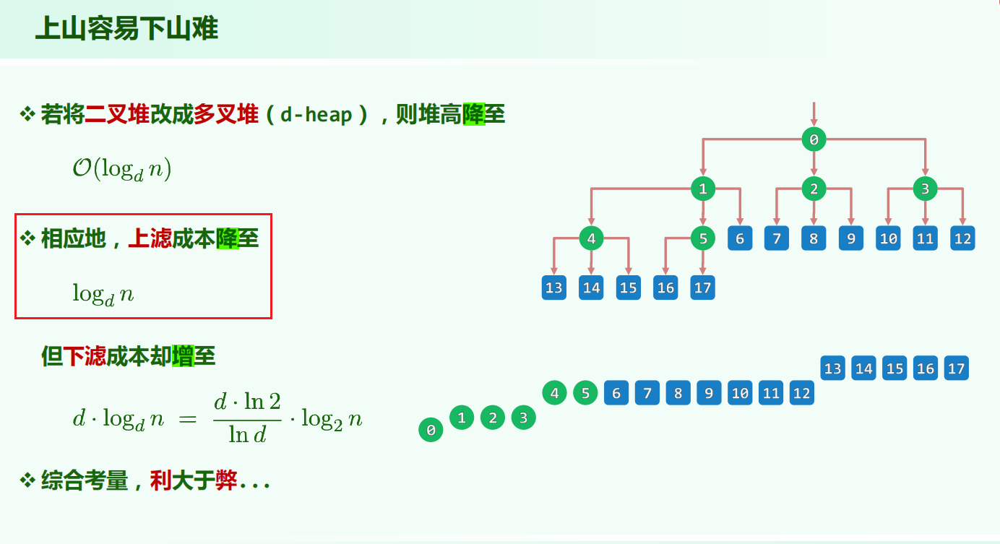 上山容易下山难
❖ 若将二叉堆改成多叉堆(d-heap),则堆高降至
𝒪(log_d n)
❖ 相应地,上滤成本降至
log_d n
但下滤成本却增至
d · log_d n = \frac{d · ln 2}{ln d} · log_2 n
❖ 综合考量,利大于弊...
0
1 2 3
4 5 6 7 8 9 10 11 12
13 14 15 16 17
13 14 15 16 17
4 5 6 7 8 9 10 11 12
1 2 3
0